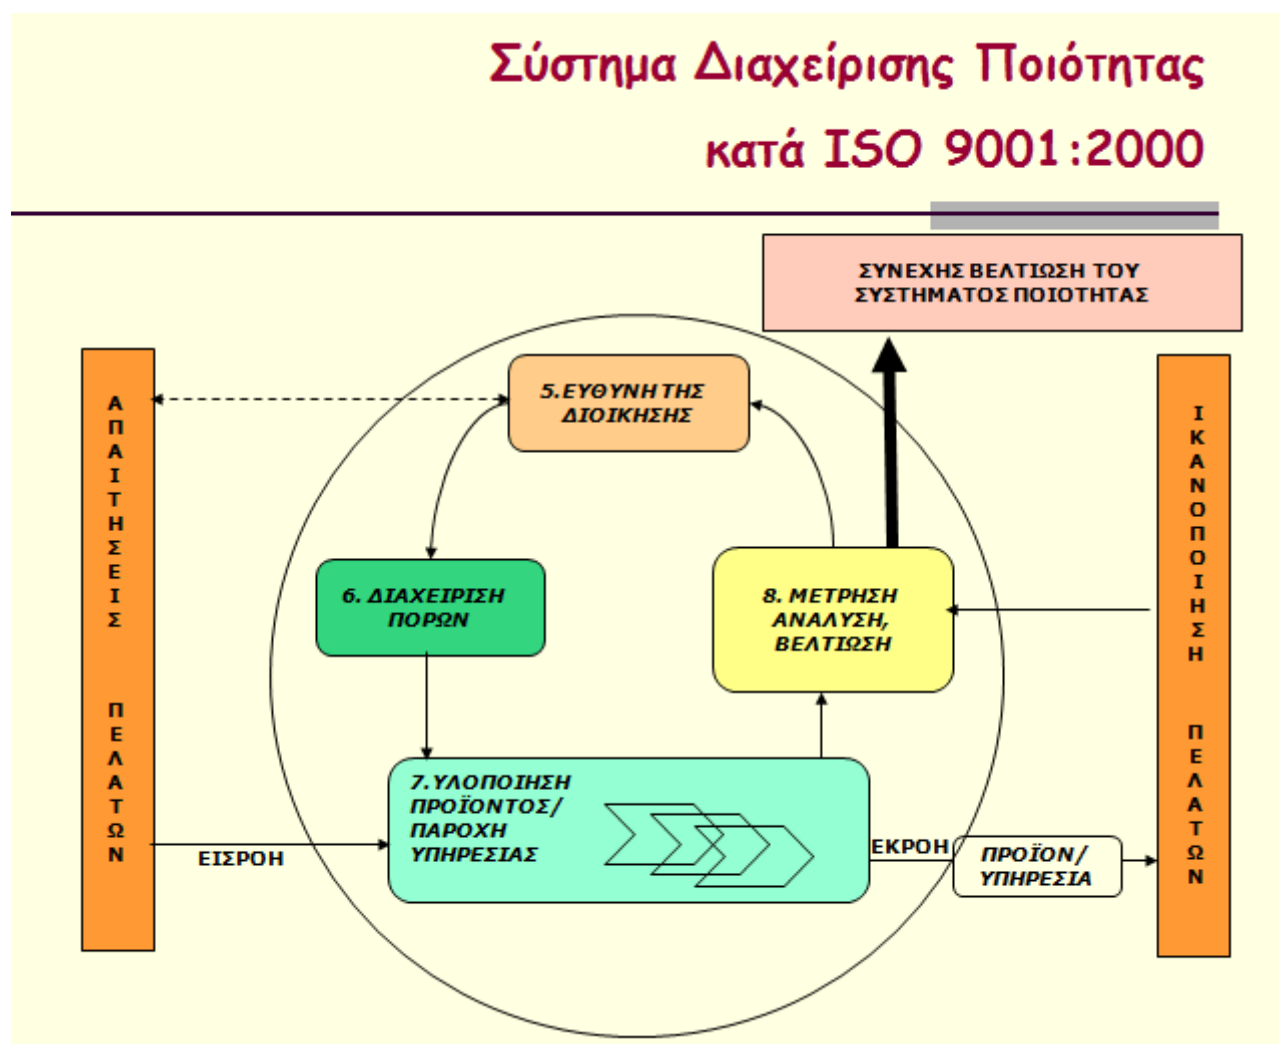 Σύστημα Διαχείρισης Ποιότητας
κατά ISO 9001:2000
ΣΥΝΕΧΗΣ ΒΕΛΤΙΩΣΗ ΤΟΥ
ΣΥΣΤΗΜΑΤΟΣ ΠΟΙΟΤΗΤΑΣ
ΑΠΑΙΤΗΣΕΙΣ ΠΕΛΑΤΩΝ
5.ΕΥΘΥΝΗ ΤΗΣ
ΔΙΟΙΚΗΣΗΣ
6. ΔΙΑΧΕΙΡΙΣΗ
ΠΟΡΩΝ
8. ΜΕΤΡΗΣΗ
ΑΝΑΛΥΣΗ,
ΒΕΛΤΙΩΣΗ
7.ΥΛΟΠΟΙΗΣΗ
ΠΡΟΪΟΝΤΟΣ/
ΠΑΡΟΧΗ
ΥΠΗΡΕΣΙΑΣ
ΕΙΣΡΟΗ
ΕΚΡΟΗ
ΠΡΟΪΟΝ/
ΥΠΗΡΕΣΙΑ
ΙΚΑΝΟΠΟΙΗΣΗ ΠΕΛΑΤΩΝ